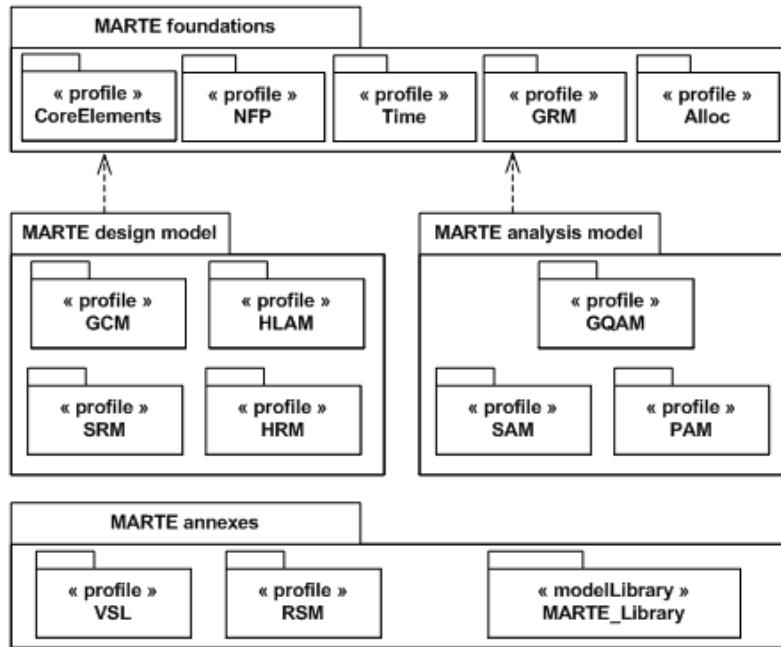 MARTE foundations
« profile »
CoreElements
« profile »
NFP
« profile »
Time
« profile »
GRM
« profile »
Alloc
MARTE design model
« profile »
GCM
« profile »
HLAM
« profile »
SRM
« profile »
HRM
MARTE analysis model
« profile »
GQAM
« profile »
SAM
« profile »
PAM
MARTE annexes
« profile »
VSL
« profile »
RSM
« modelLibrary »
MARTE_Library